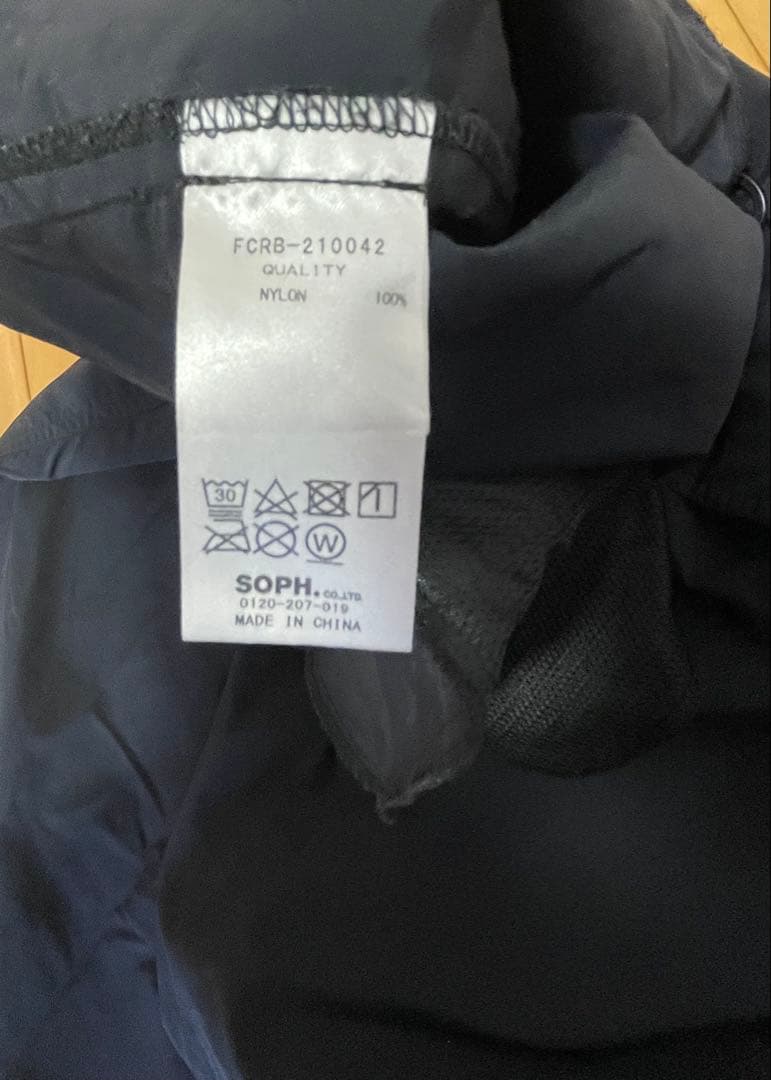 FCRB-210042
QUALITY
NYLON 100%
30
W
SOPH. CO.,LTD.
0120-207-019
MADE IN CHINA